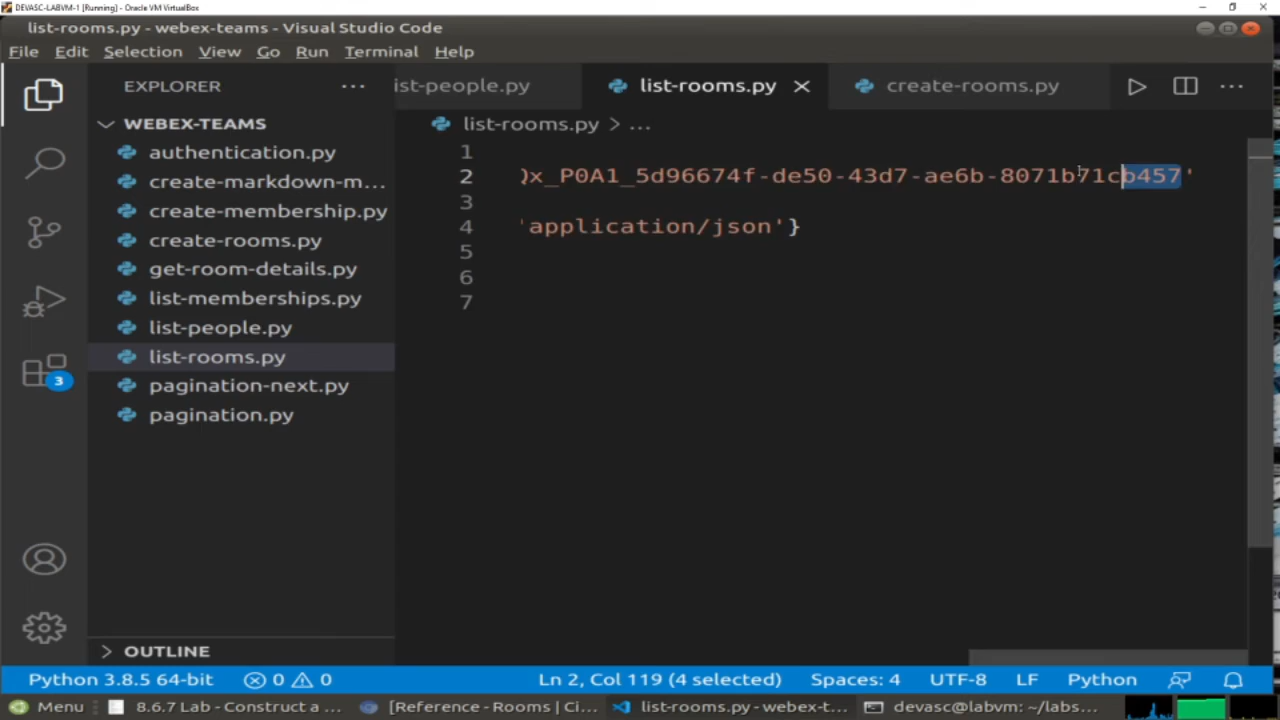 DEVASC-LABVM-1 [Running] - Oracle VM VirtualBox
list-rooms.py - webex-teams - Visual Studio Code
File Edit Selection View Go Run Terminal Help
EXPLORER
ist-people.py
list-rooms.py
create-rooms.py
WEBEX-TEAMS
list-rooms.py > ...
authentication.py
create-markdown-m...
create-membership.py
create-rooms.py
get-room-details.py
list-memberships.py
list-people.py
list-rooms.py
pagination-next.py
pagination.py
1
2 x_P0A1_5d96674f-de50-43d7-ae6b-8071b71cb457'
3
4 'application/json'}
5
6
7
3
OUTLINE
Python 3.8.5 64-bit 0 0 Ln 2, Col 119 (4 selected) Spaces: 4 UTF-8 LF Python
Menu 8.6.7 Lab - Construct a ... [Reference - Rooms | Ci... list-rooms.py - webex-t... devasc@labvm: ~/labs...